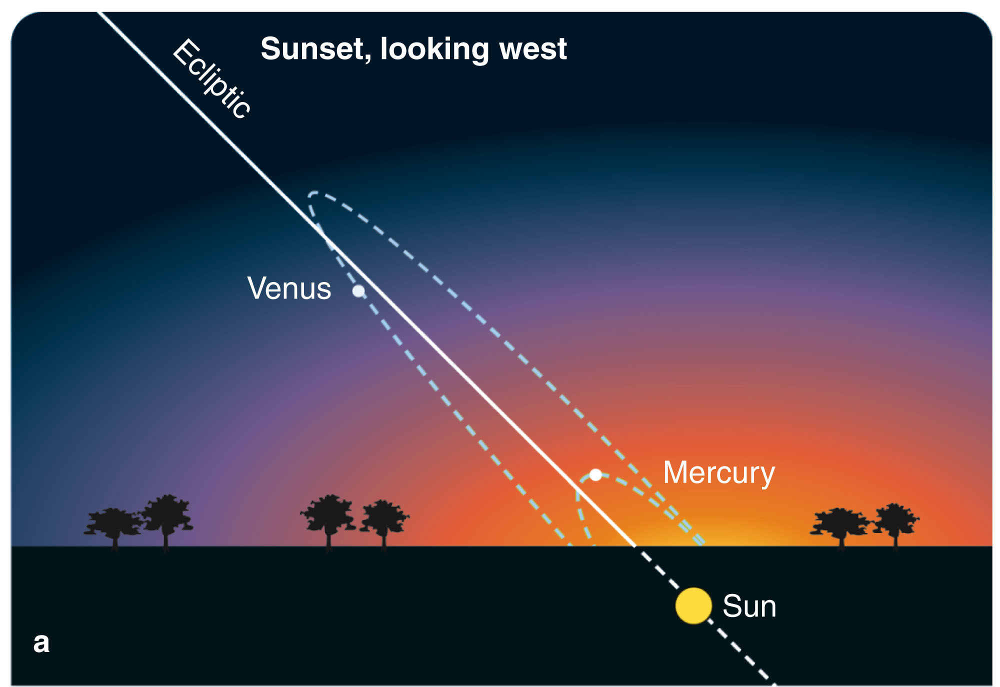 Sunset, looking west
Ecliptic
Venus
Mercury
Sun
a